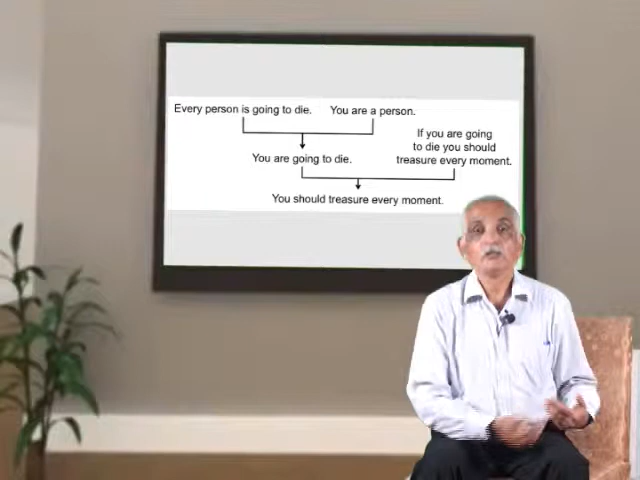 Every person is going to die. You are a person.
If you are going
to die you should
treasure every moment.
You are going to die.
You should treasure every moment.